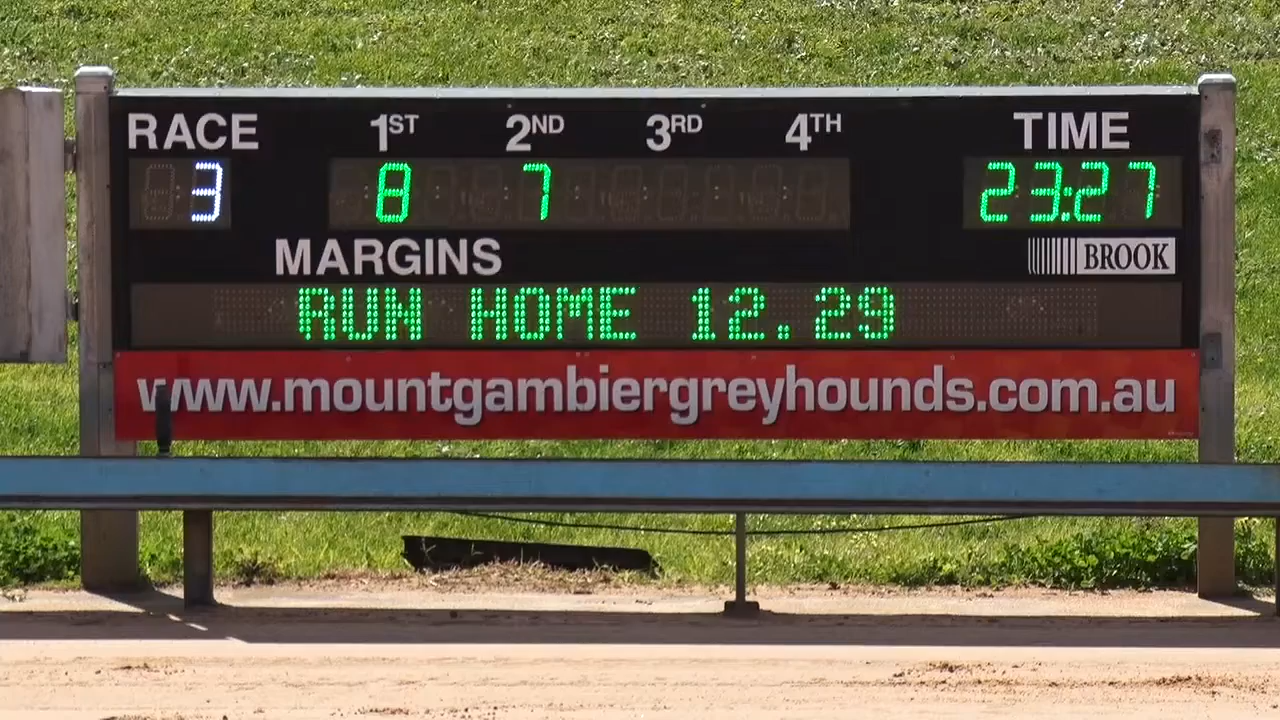 RACE 1ST 2ND 3RD 4TH TIME
3 8 7 23:27
MARGINS BROOK
RUN HOME 12.29
www.mountgambiergreyhounds.com.au